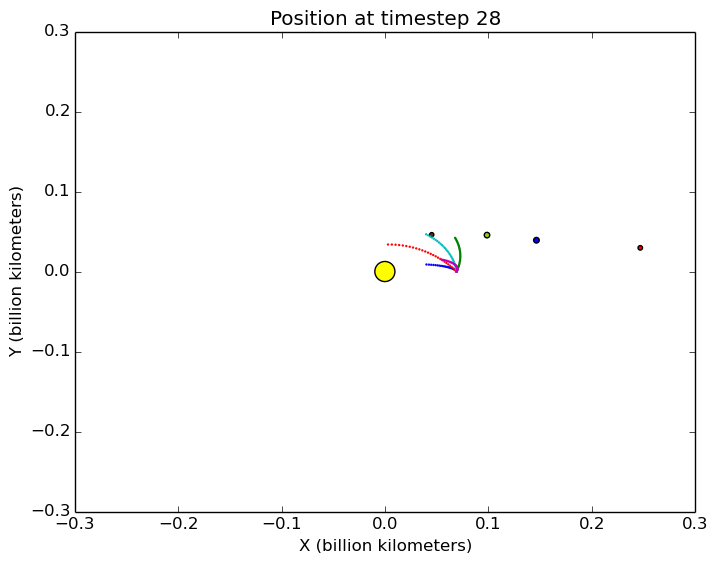 Position at timestep 28
0.3
0.2
0.1
0.0
−0.1
−0.2
−0.3
−0.3 −0.2 −0.1 0.0 0.1 0.2 0.3
X (billion kilometers)
Y (billion kilometers)